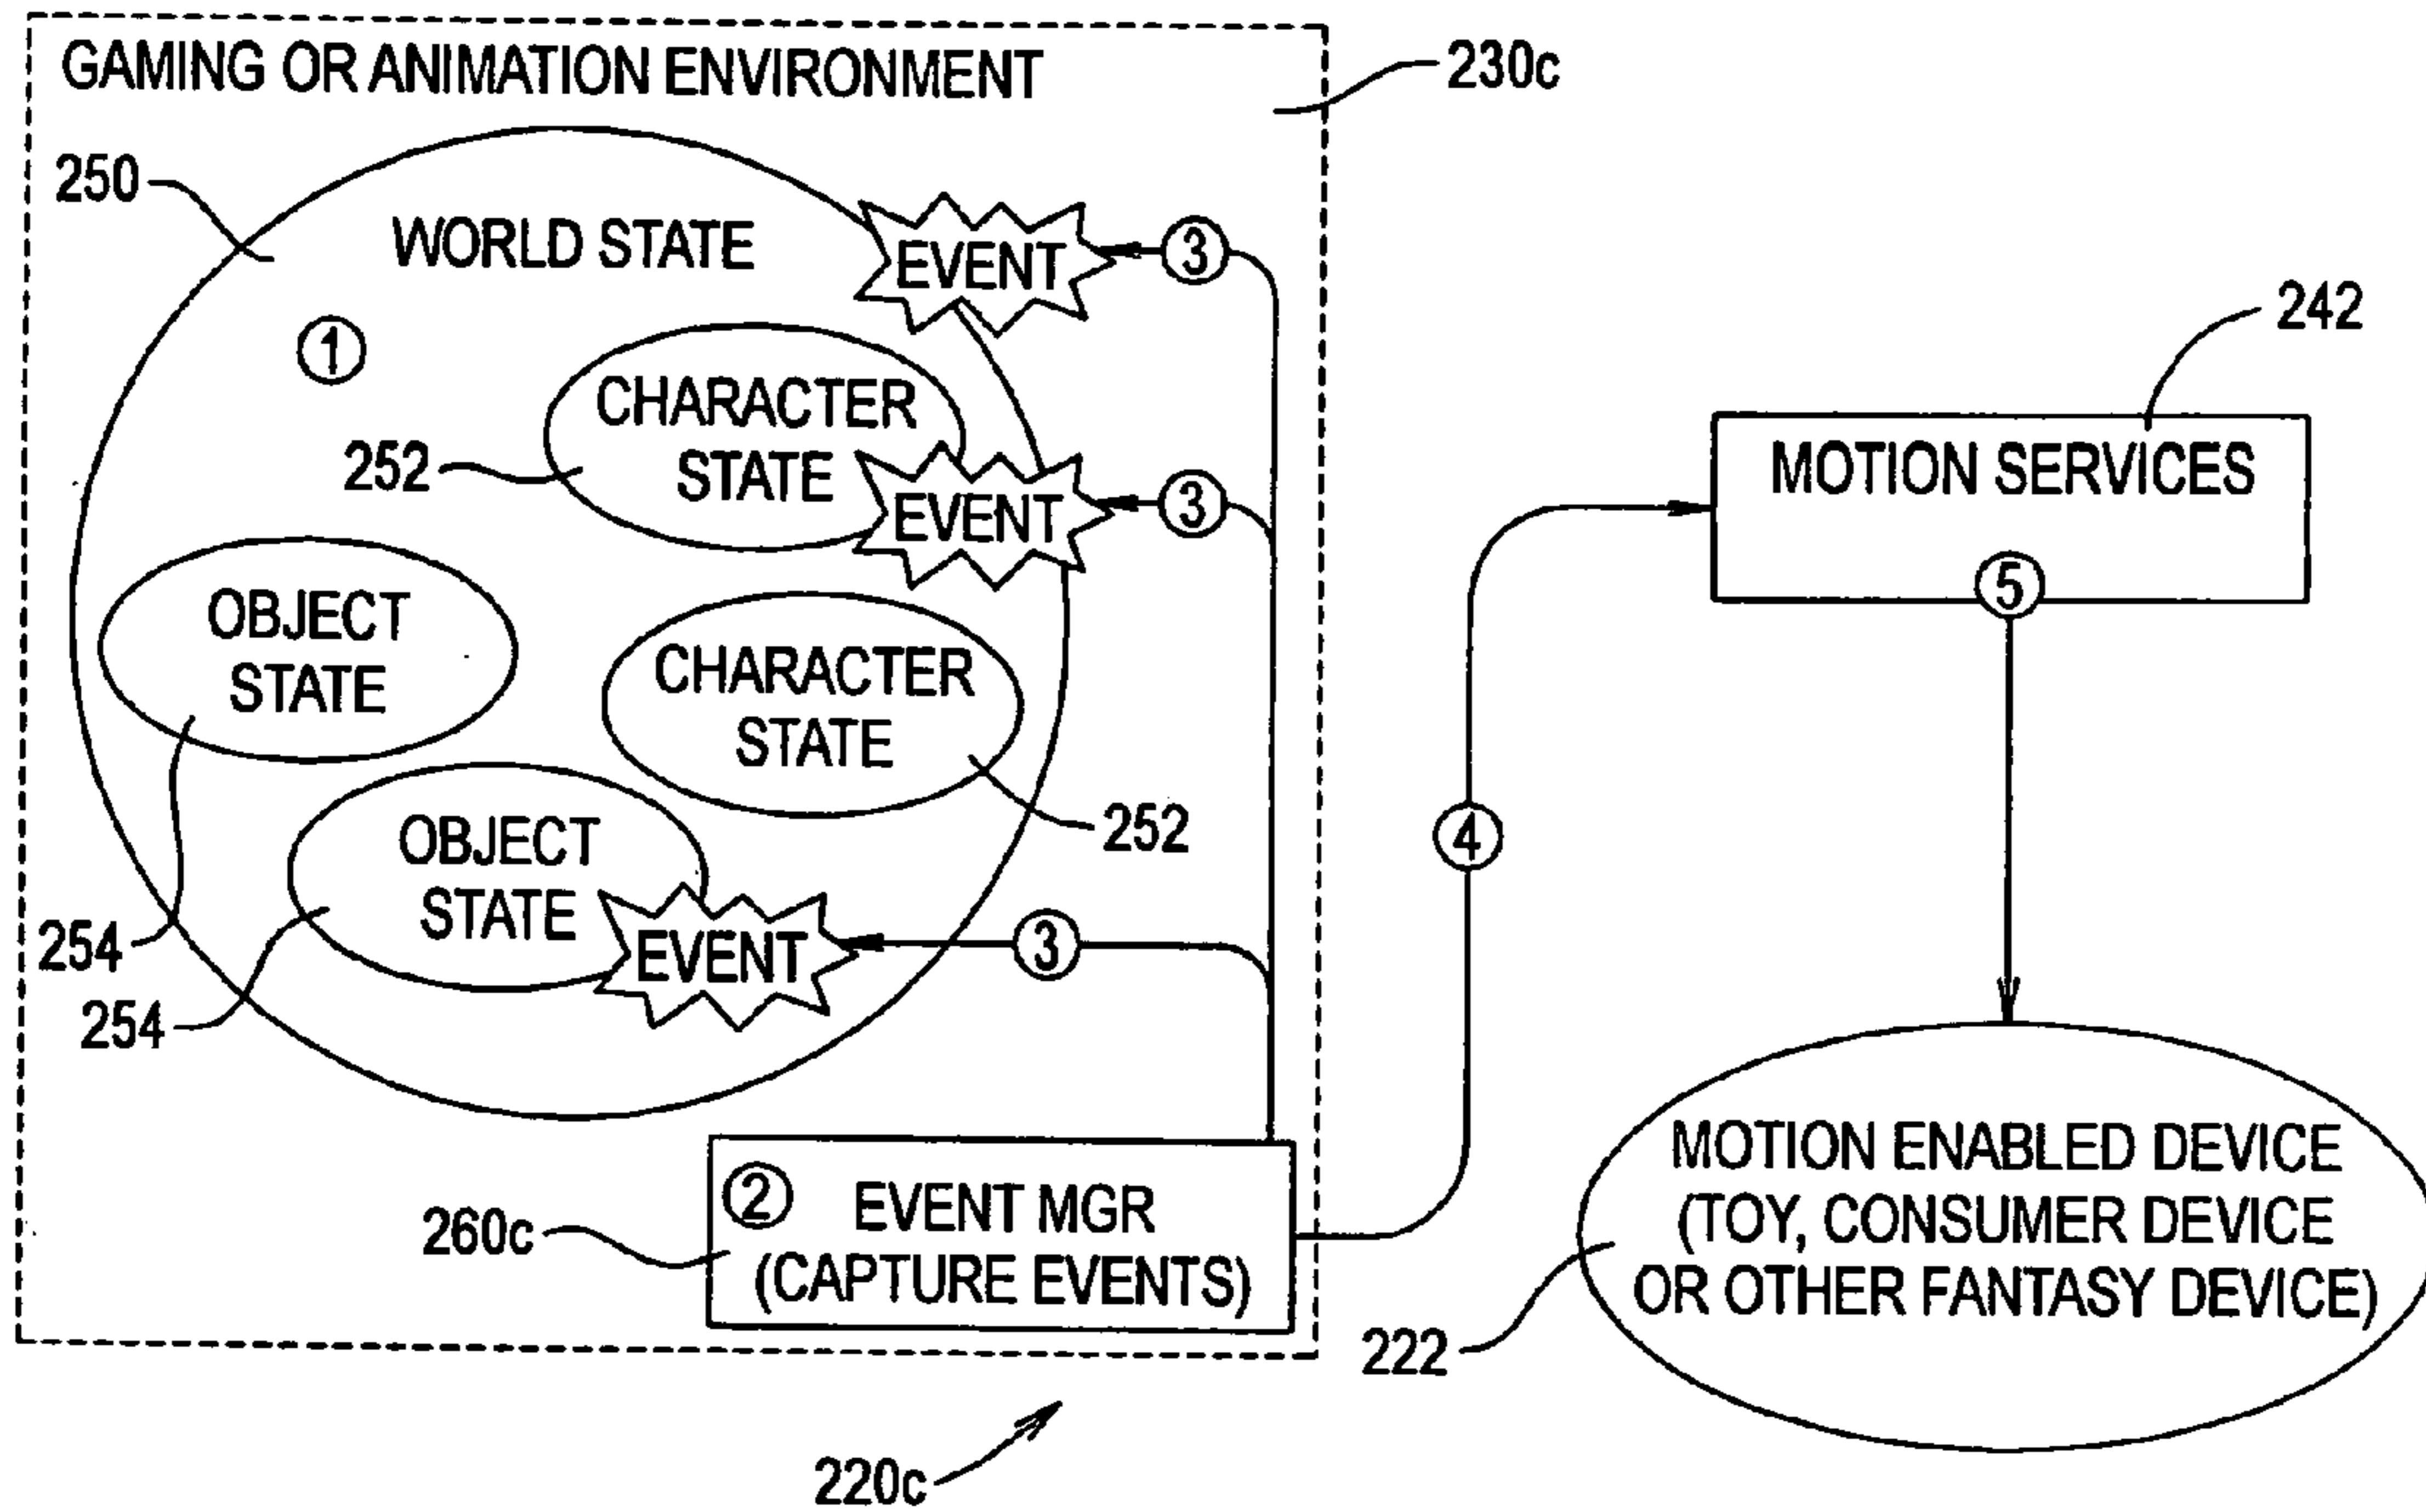 GAMING OR ANIMATION ENVIRONMENT
230c
250
WORLD STATE
EVENT
3
1
242
CHARACTER
STATE
252
EVENT
3
MOTION SERVICES
5
OBJECT
STATE
CHARACTER
STATE
252
4
OBJECT
STATE
254
EVENT
3
254
2
EVENT MGR
(CAPTURE EVENTS)
260c
MOTION ENABLED DEVICE
(TOY, CONSUMER DEVICE
OR OTHER FANTASY DEVICE)
222
220c